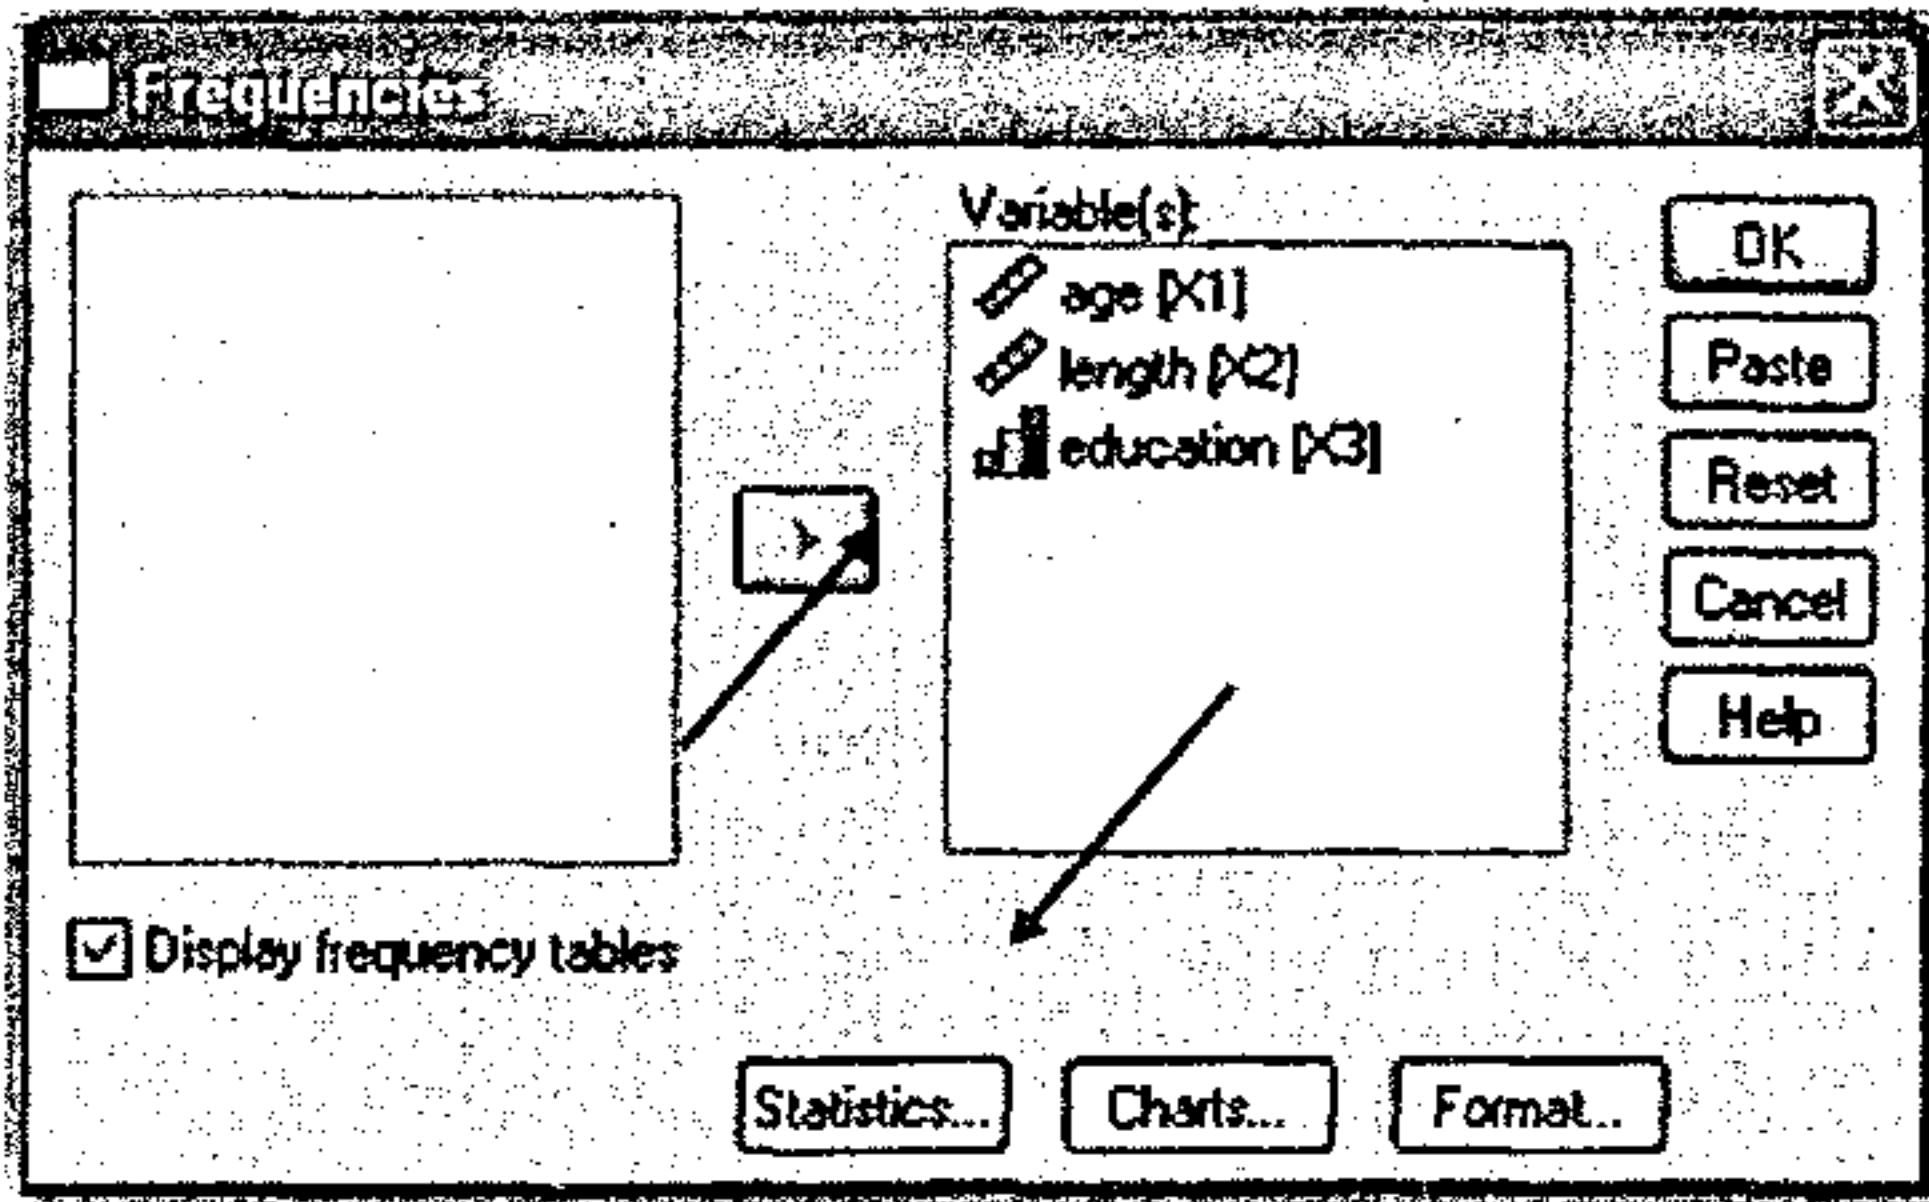 Frequencies
Variable(s):
age [X1]
length [X2]
education [X3]
OK
Paste
Reset
Cancel
Help
Display frequency tables
Statistics...
Charts...
Format...